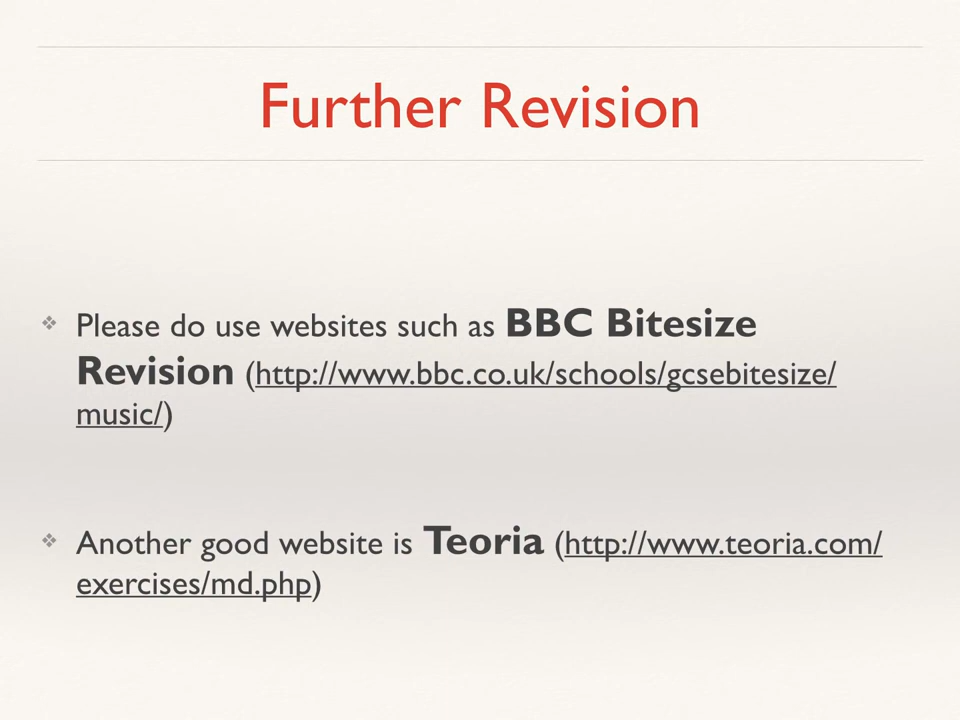 Further Revision
❖ Please do use websites such as BBC Bitesize
Revision (http://www.bbc.co.uk/schools/gcsebitesize/
music/)
❖ Another good website is Teoria (http://www.teoria.com/
exercises/md.php)